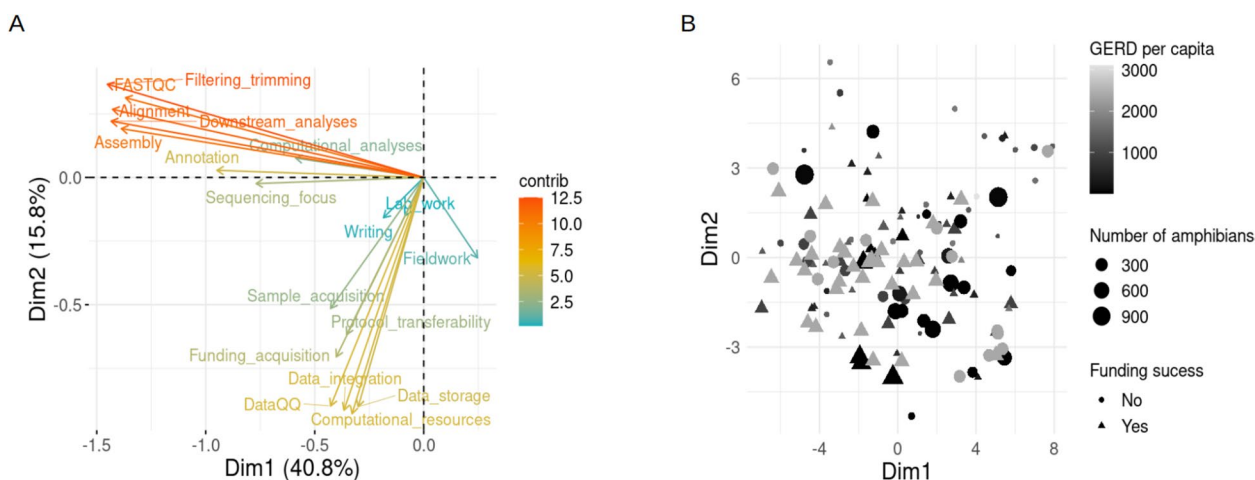 A
B
FASTQC
Filtering_trimming
Alignment
Downstream_analyses
Assembly
Computational_analyses
Annotation
Sequencing_focus
Lab_work
Writing
Fieldwork
Sample_acquisition
Protocol_transferability
Funding_acquisition
Data_integration
DataQQ
Data_storage
Computational_resources
0.0
-0.5
Dim2 (15.8%)
-1.5 -1.0 -0.5 0.0
Dim1 (40.8%)
contrib
12.5
10.0
7.5
5.0
2.5
6
3
0
-3
Dim2
-4 0 4 8
Dim1
GERD per capita
3000
2000
1000
Number of amphibians
300
600
900
Funding sucess
No
Yes